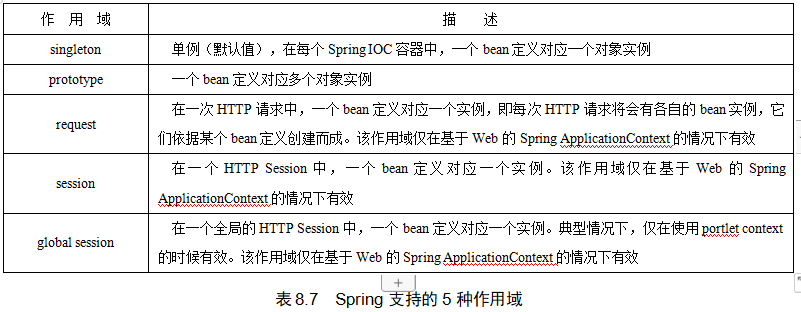 作 用 域 描 述
singleton 单例（默认值），在每个 Spring IOC 容器中，一个 bean 定义对应一个对象实例
prototype 一个 bean 定义对应多个对象实例
request 在一次 HTTP 请求中，一个 bean 定义对应一个实例，即每次 HTTP 请求将会有各自的 bean 实例，它
们依据某个 bean 定义创建而成。该作用域仅在基于 Web 的 Spring ApplicationContext 的情况下有效
session 在一个 HTTP Session 中，一个 bean 定义对应一个实例。该作用域仅在基于 Web 的 Spring
ApplicationContext 的情况下有效
global session 在一个全局的 HTTP Session 中，一个 bean 定义对应一个实例。典型情况下，仅在使用 portlet context
的时候有效。该作用域仅在基于 Web 的 Spring ApplicationContext 的情况下有效
表 8.7 Spring 支持的 5 种作用域